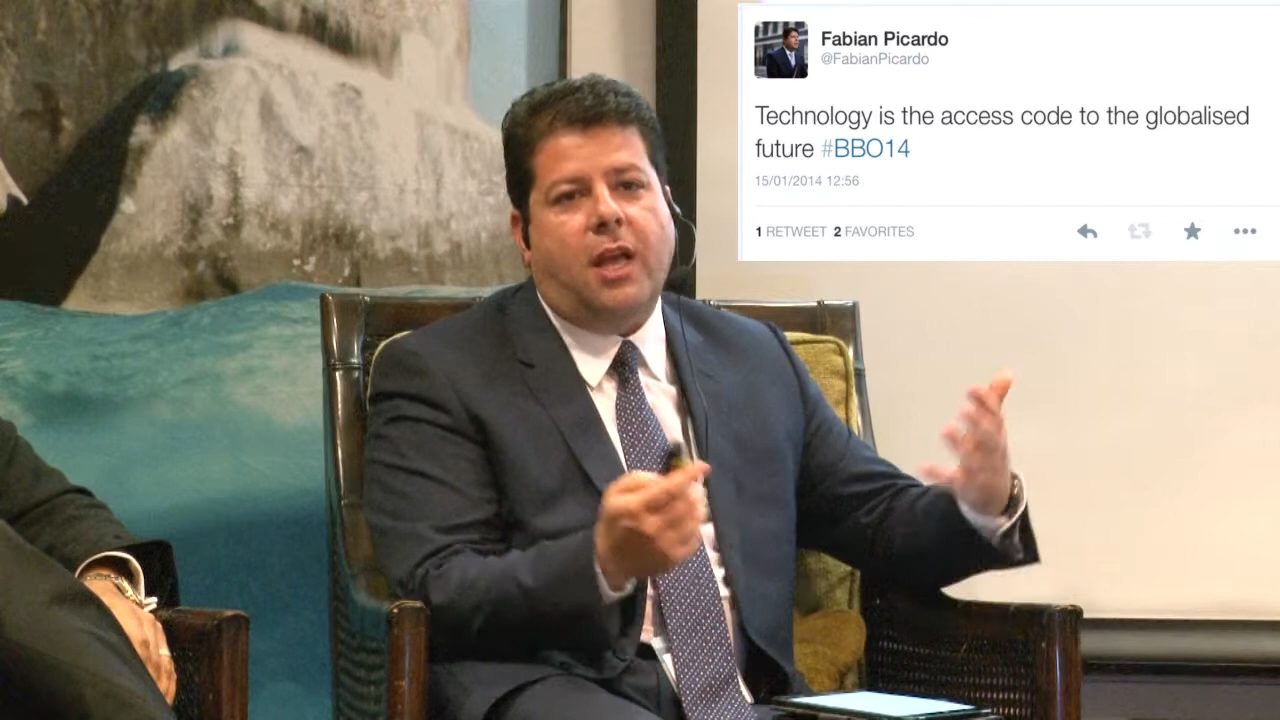 Fabian Picardo
@FabianPicardo
Technology is the access code to the globalised
future #BBO14
15/01/2014 12:56
1 RETWEET 2 FAVORITES